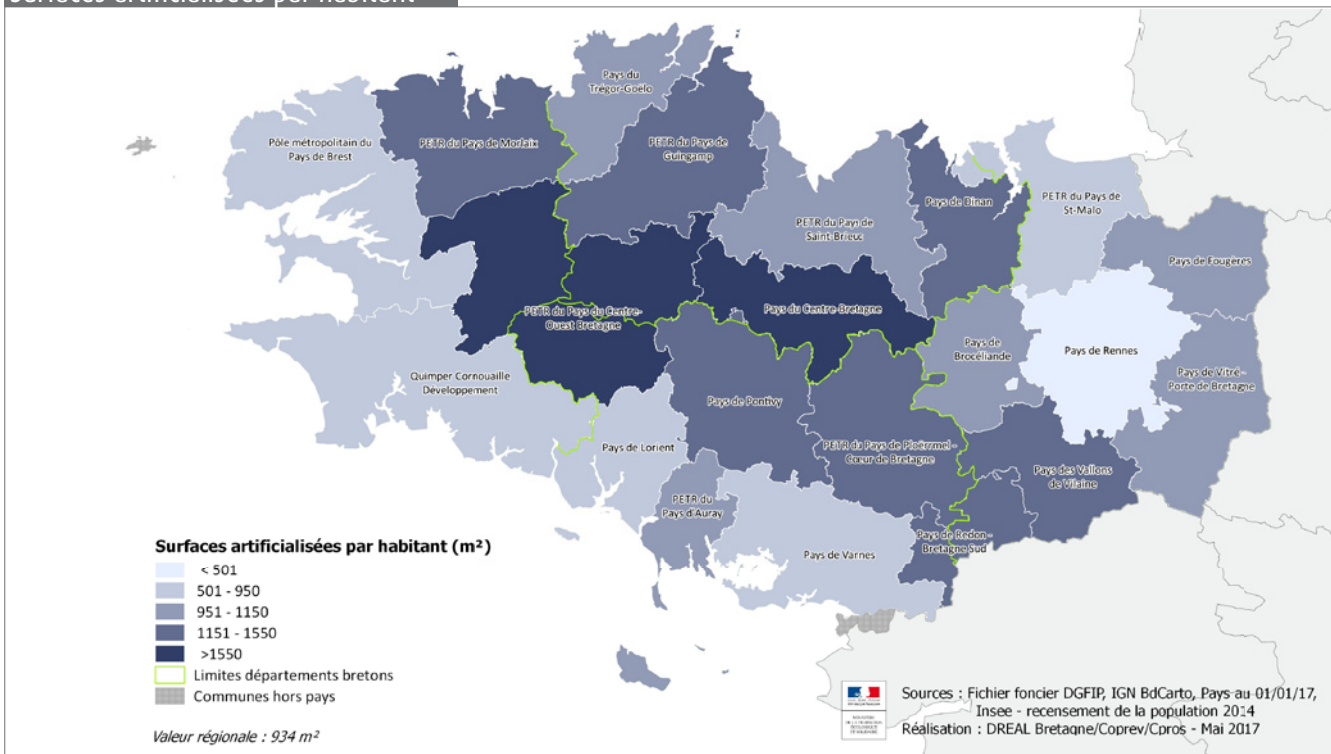 Surfaces artificialisées par habitant
Pays du
Trégor-Goëlo
Pôle métropolitain du
Pays de Brest
PETR du Pays de Morlaix
PETR du Pays de
Guingamp
PETR du Pays de
Saint-Brieuc
Pays de Dinan
PETR du Pays de
St-Malo
Pays de Fougères
PETR du Pays du Centre-
Ouest Bretagne
Pays du Centre-Bretagne
Pays de
Brocéliande
Pays de Rennes
Pays de Vitré -
Porte de Bretagne
Quimper Cornouaille
Développement
Pays de Pontivy
Pays de Lorient
PETR du Pays de Ploërmel -
Cœur de Bretagne
Pays des Vallons
de Vilaine
PETR du
Pays d'Auray
Pays de Vannes
Pays de Redon -
Bretagne Sud
Surfaces artificialisées par habitant (m²)
< 501
501 - 950
951 - 1150
1151 - 1550
>1550
Limites départements bretons
Communes hors pays
Valeur régionale : 934 m²
Sources : Fichier foncier DGFIP, IGN BdCarto, Pays au 01/01/17,
Insee - recensement de la population 2014
Réalisation : DREAL Bretagne/Coprev/Cpros - Mai 2017